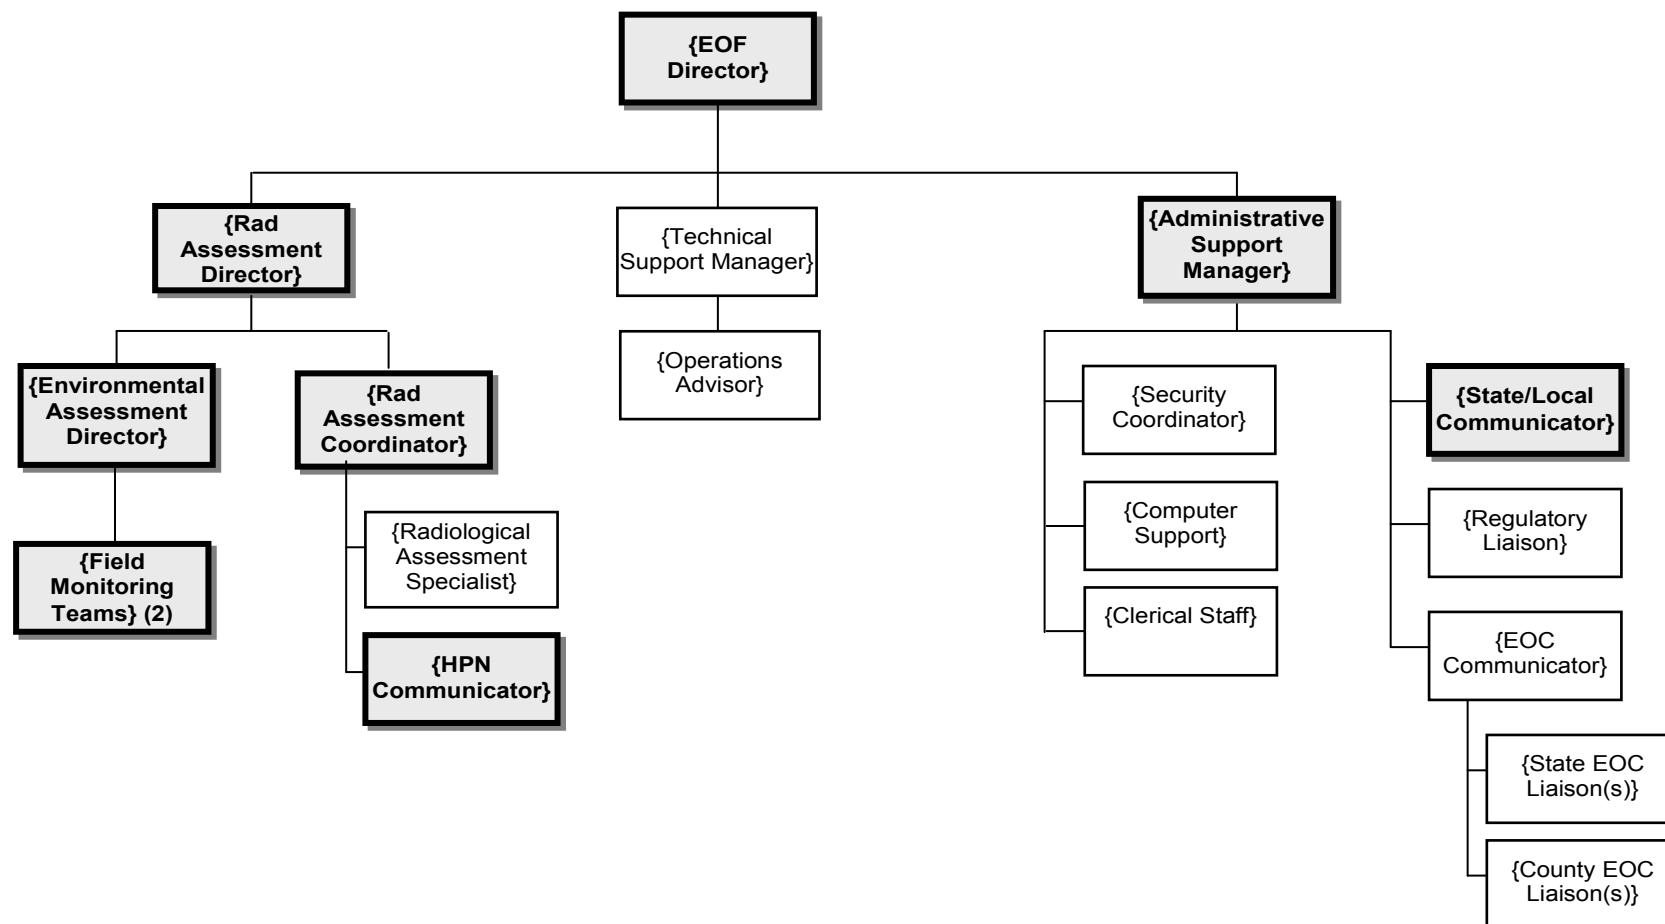 {EOF
Director}
{Rad
Assessment
Director}
{Technical
Support Manager}
{Administrative
Support
Manager}
{Environmental
Assessment
Director}
{Rad
Assessment
Coordinator}
{Operations
Advisor}
{Security
Coordinator}
{State/Local
Communicator}
{Field
Monitoring
Teams} (2)
{Radiological
Assessment
Specialist}
{Computer
Support}
{Regulatory
Liaison}
{HPN
Communicator}
{Clerical Staff}
{EOC
Communicator}
{State EOC
Liaison(s)}
{County EOC
Liaison(s)}